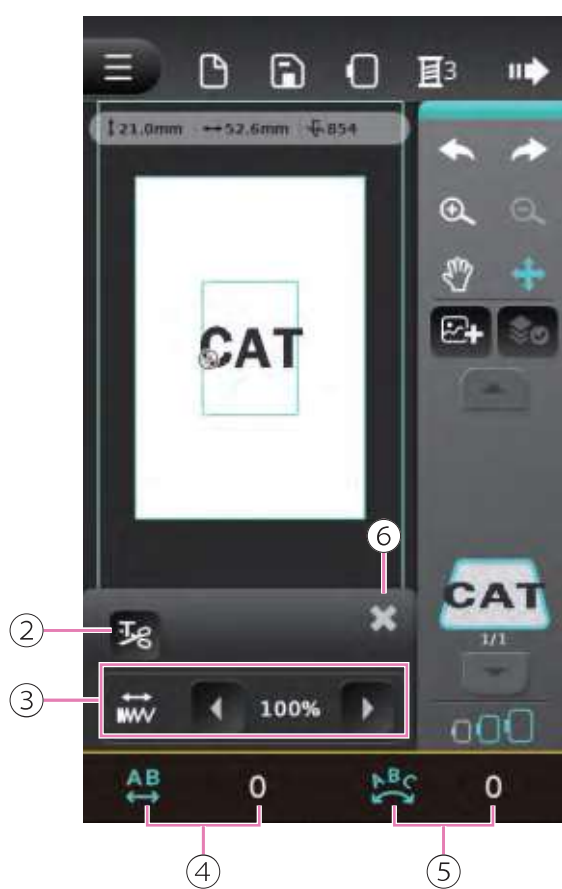 3
21.0mm 52.6mm 854
CAT
⑥
CAT
②
1/1
③ 100%
AB 0 ABC 0
④ ⑤